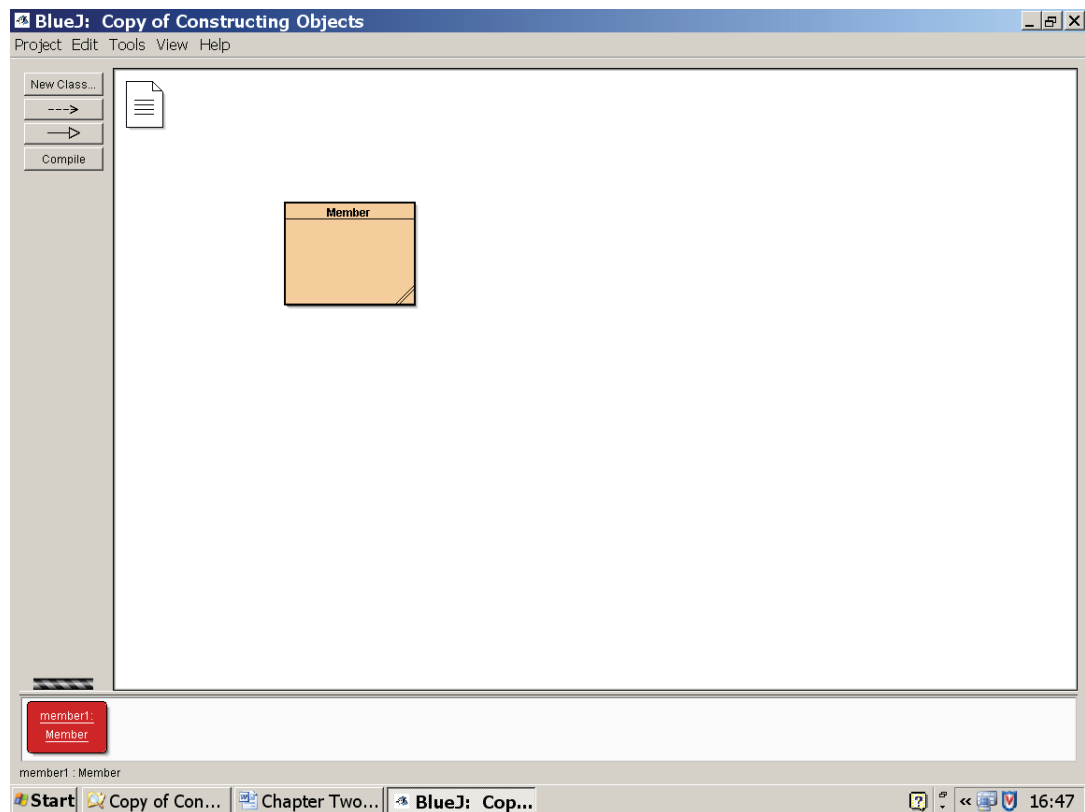 BlueJ: Copy of Constructing Objects
Project Edit Tools View Help
New Class...
--->
Compile
Member
member1:
Member
member1 : Member
Start Copy of Con... Chapter Two... BlueJ: Cop... 16:47